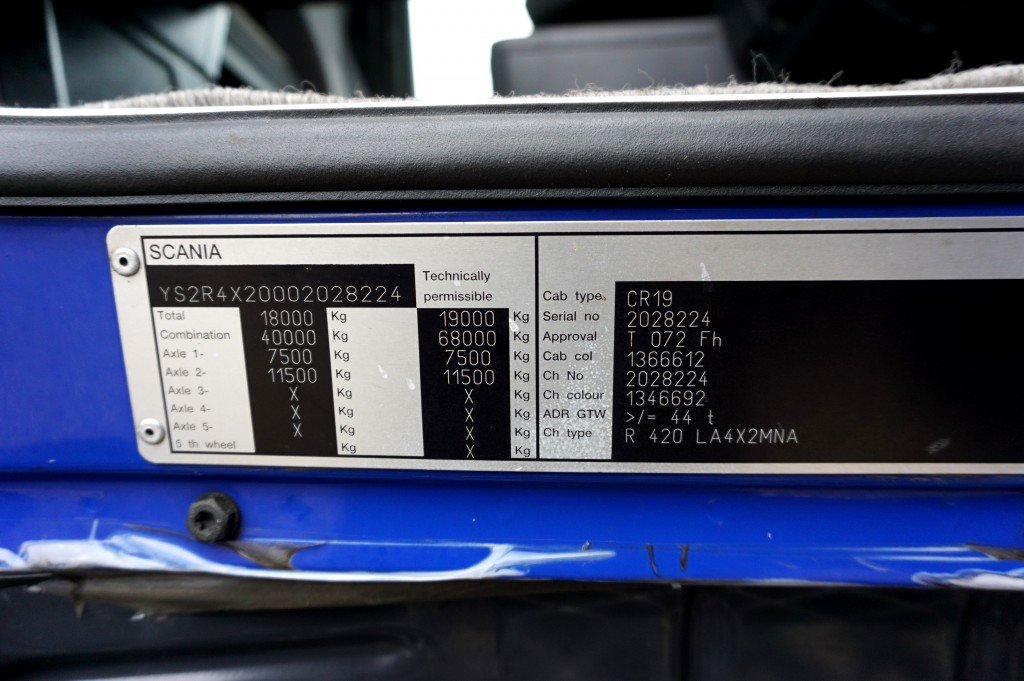 SCANIA
YS2R4X20002028224
Technically
permissible
Total 18000 Kg 19000 Kg
Combination 40000 Kg 68000 Kg
Axle 1- 7500 Kg 7500 Kg
Axle 2- 11500 Kg 11500 Kg
Axle 3- X Kg X Kg
Axle 4- X Kg X Kg
Axle 5- X Kg X Kg
5 th wheel Kg X Kg
Cab type CR19
Serial no 2028224
Approval T 072 Fh
Cab col 1366612
Ch No 2028224
Ch colour 1346692
ADR GTW >/= 44 t
Ch type R 420 LA4X2MNA